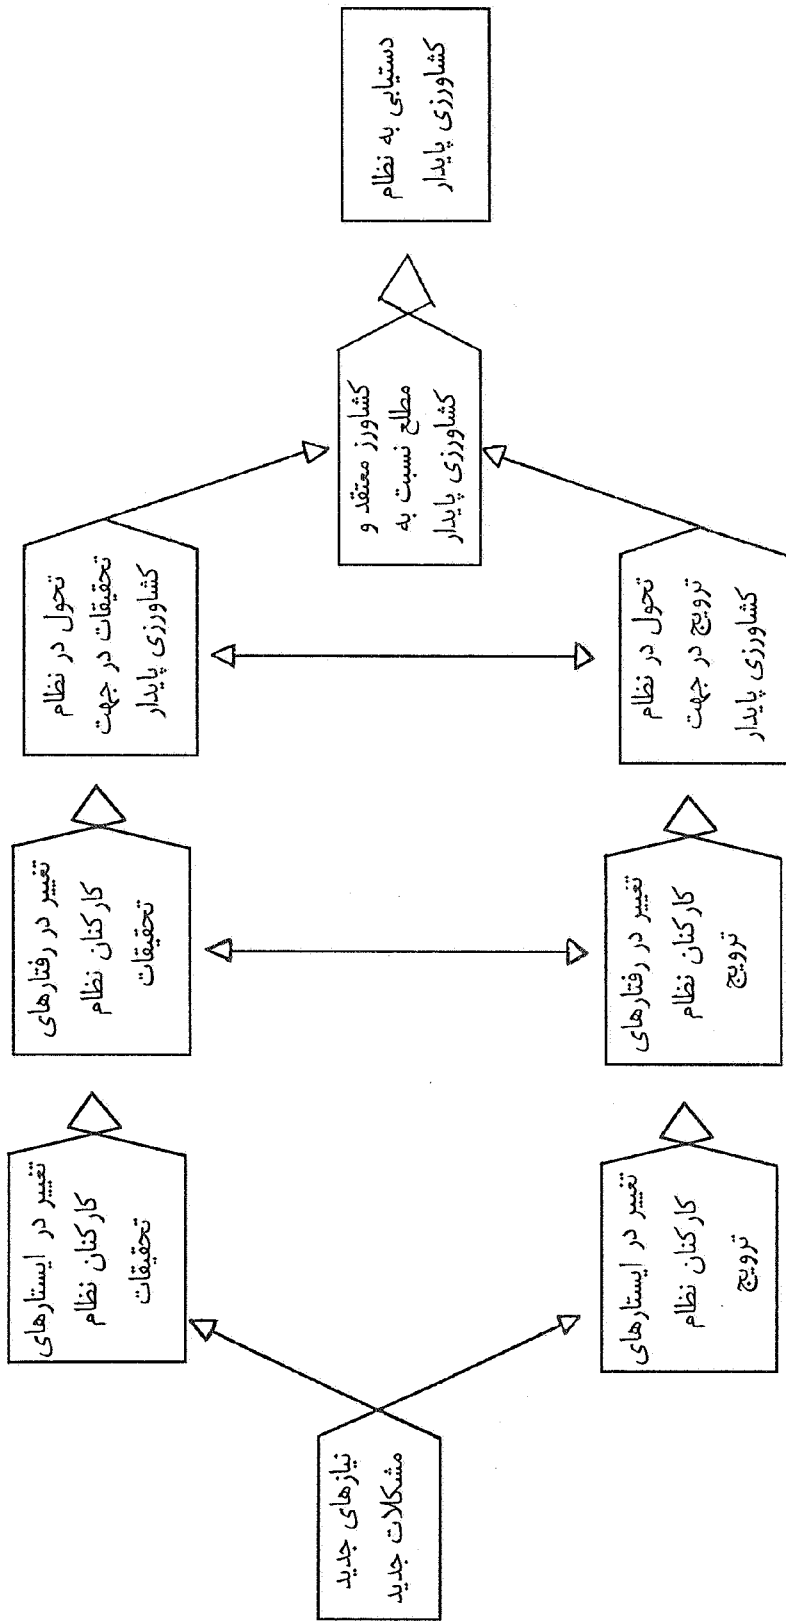 نیازهای جدید
مشکلات جدید
تغییر در ایستارهای
کارکنان نظام
تحقیقات
تغییر در رفتارهای
کارکنان نظام
تحقیقات
تحول در نظام
تحقیقات در جهت
کشاورزی پایدار
تغییر در ایستارهای
کارکنان نظام
ترویج
تغییر در رفتارهای
کارکنان نظام
ترویج
تحول در نظام
ترویج در جهت
کشاورزی پایدار
کشاورز معتقد و
مطلع نسبت به
کشاورزی پایدار
دستیابی به نظام
کشاورزی پایدار